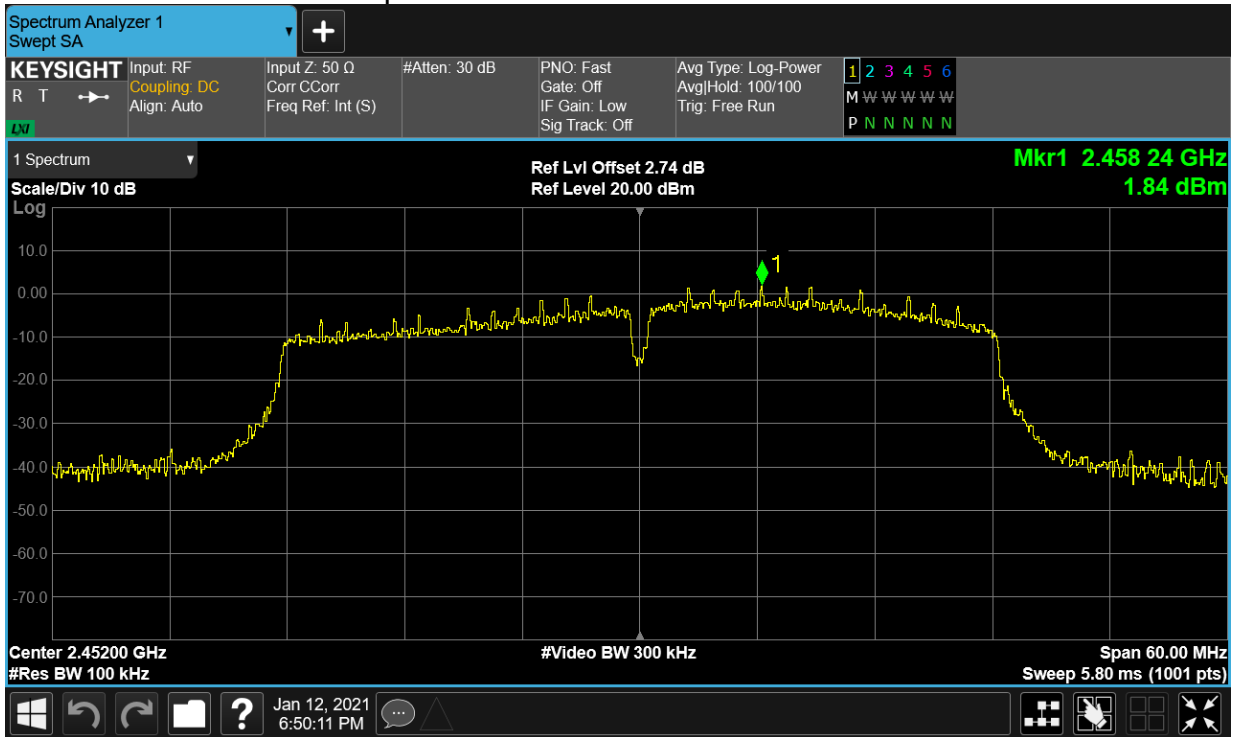 Spectrum Analyzer 1
Swept SA
KEYSIGHT
R T
LXI
Input: RF
Coupling: DC
Align: Auto
Input Z: 50 Ω
Corr CCorr
Freq Ref: Int (S)
#Atten: 30 dB
PNO: Fast
Gate: Off
IF Gain: Low
Sig Track: Off
Avg Type: Log-Power
Avg|Hold: 100/100
Trig: Free Run
1 2 3 4 5 6
M W W W W W
P N N N N N
1 Spectrum
Scale/Div 10 dB
Ref Lvl Offset 2.74 dB
Ref Level 20.00 dBm
Mkr1 2.458 24 GHz
1.84 dBm
Log
10.0
0.00
-10.0
-20.0
-30.0
-40.0
-50.0
-60.0
-70.0
1
Center 2.45200 GHz
#Res BW 100 kHz
#Video BW 300 kHz
Span 60.00 MHz
Sweep 5.80 ms (1001 pts)
?
Jan 12, 2021
6:50:11 PM